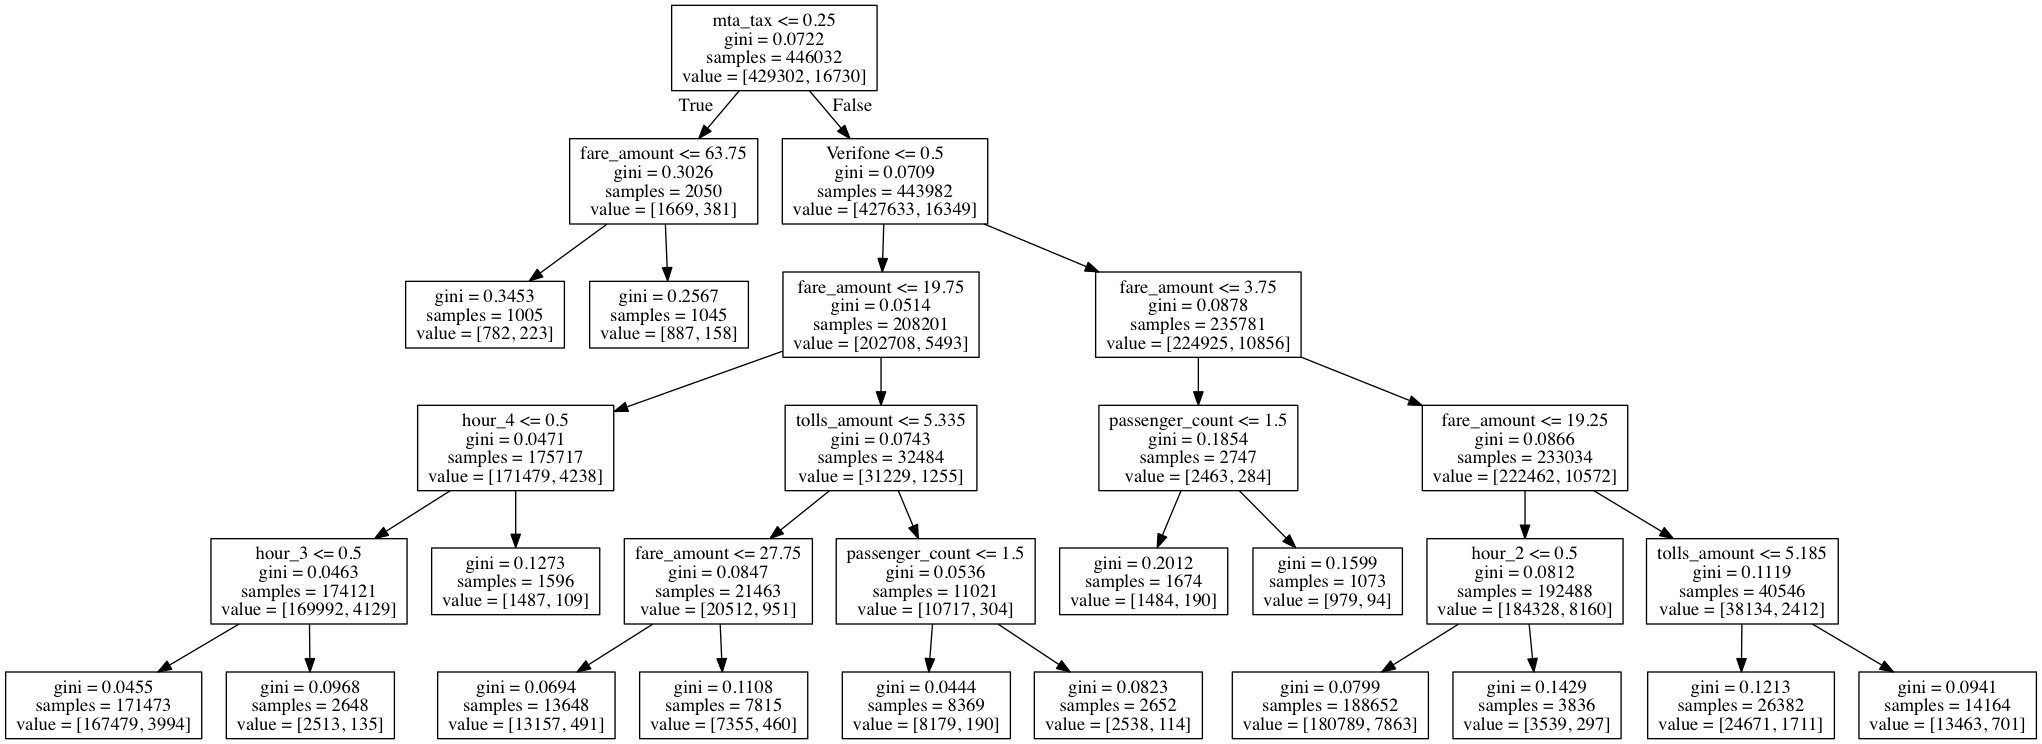 mta_tax <= 0.25
gini = 0.0722
samples = 446032
value = [429302, 16730]
True
False
fare_amount <= 63.75
gini = 0.3026
samples = 2050
value = [1669, 381]
Verifone <= 0.5
gini = 0.0709
samples = 443982
value = [427633, 16349]
gini = 0.3453
samples = 1005
value = [782, 223]
gini = 0.2567
samples = 1045
value = [887, 158]
fare_amount <= 19.75
gini = 0.0514
samples = 208201
value = [202708, 5493]
fare_amount <= 3.75
gini = 0.0878
samples = 235781
value = [224925, 10856]
hour_4 <= 0.5
gini = 0.0471
samples = 175717
value = [171479, 4238]
tolls_amount <= 5.335
gini = 0.0743
samples = 32484
value = [31229, 1255]
passenger_count <= 1.5
gini = 0.1854
samples = 2747
value = [2463, 284]
fare_amount <= 19.25
gini = 0.0866
samples = 233034
value = [222462, 10572]
hour_3 <= 0.5
gini = 0.0463
samples = 174121
value = [169992, 4129]
gini = 0.1273
samples = 1596
value = [1487, 109]
fare_amount <= 27.75
gini = 0.0847
samples = 21463
value = [20512, 951]
passenger_count <= 1.5
gini = 0.0536
samples = 11021
value = [10717, 304]
gini = 0.2012
samples = 1674
value = [1484, 190]
gini = 0.1599
samples = 1073
value = [979, 94]
hour_2 <= 0.5
gini = 0.0812
samples = 192488
value = [184328, 8160]
tolls_amount <= 5.185
gini = 0.1119
samples = 40546
value = [38134, 2412]
gini = 0.0455
samples = 171473
value = [167479, 3994]
gini = 0.0968
samples = 2648
value = [2513, 135]
gini = 0.0694
samples = 13648
value = [13157, 491]
gini = 0.1108
samples = 7815
value = [7355, 460]
gini = 0.0444
samples = 8369
value = [8179, 190]
gini = 0.0823
samples = 2652
value = [2538, 114]
gini = 0.0799
samples = 188652
value = [180789, 7863]
gini = 0.1429
samples = 3836
value = [3539, 297]
gini = 0.1213
samples = 26382
value = [24671, 1711]
gini = 0.0941
samples = 14164
value = [13463, 701]